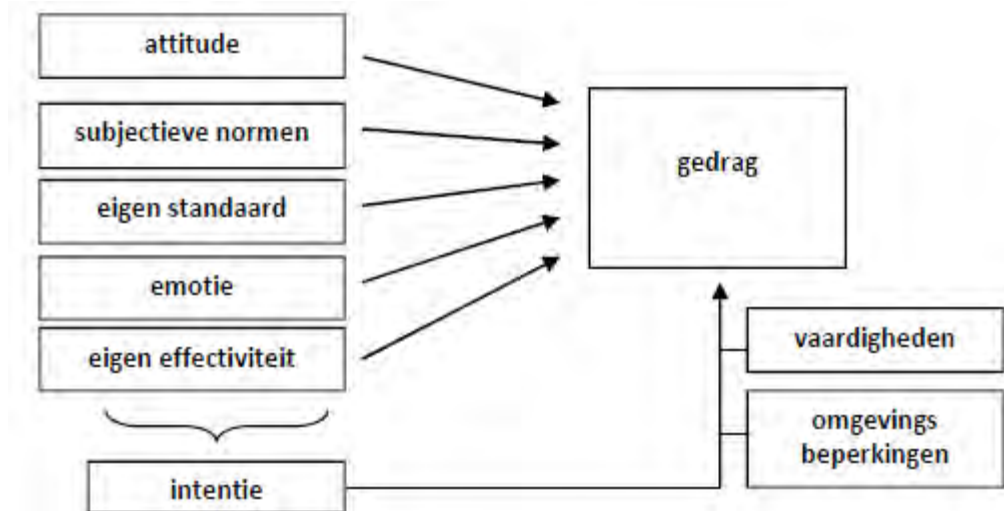 attitude
subjectieve normen
eigen standaard
emotie
eigen effectiviteit
intentie
gedrag
vaardigheden
omgevings
beperkingen